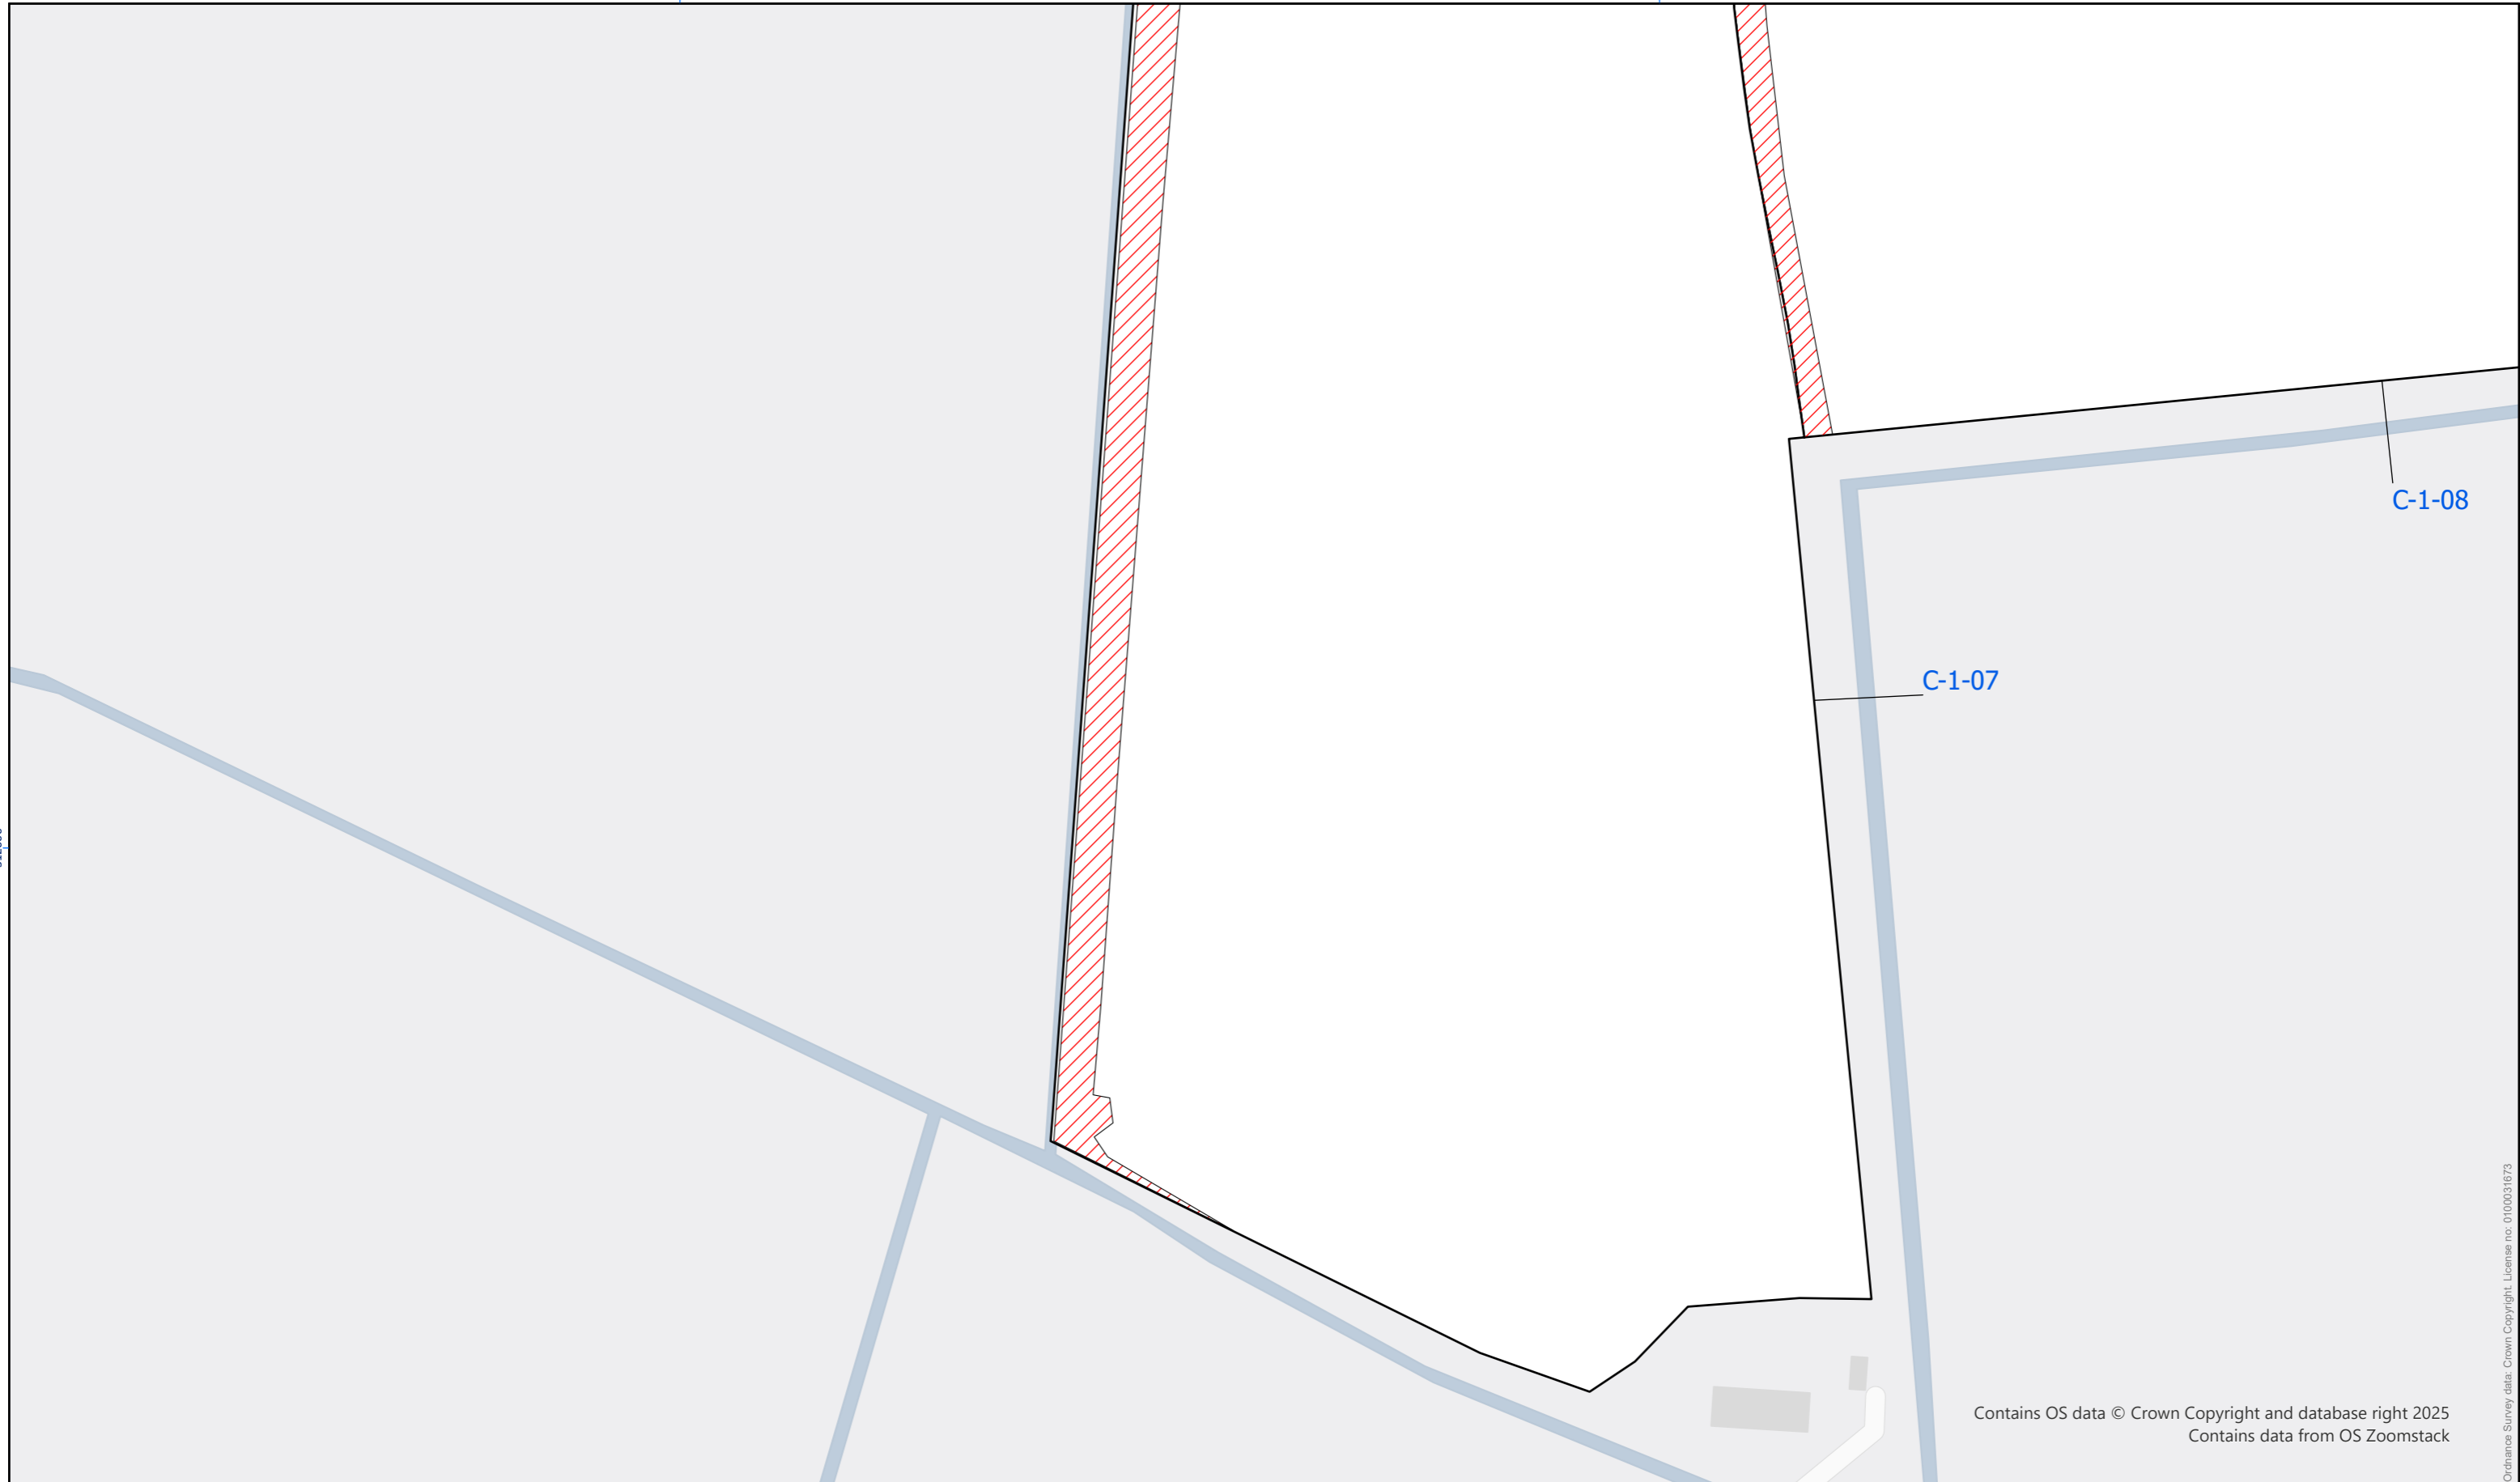 C-1-08
C-1-07
Contains OS data © Crown Copyright and database right 2025
Contains data from OS Zoomstack
Ordnance Survey data: Crown Copyright. License no: 0100031673